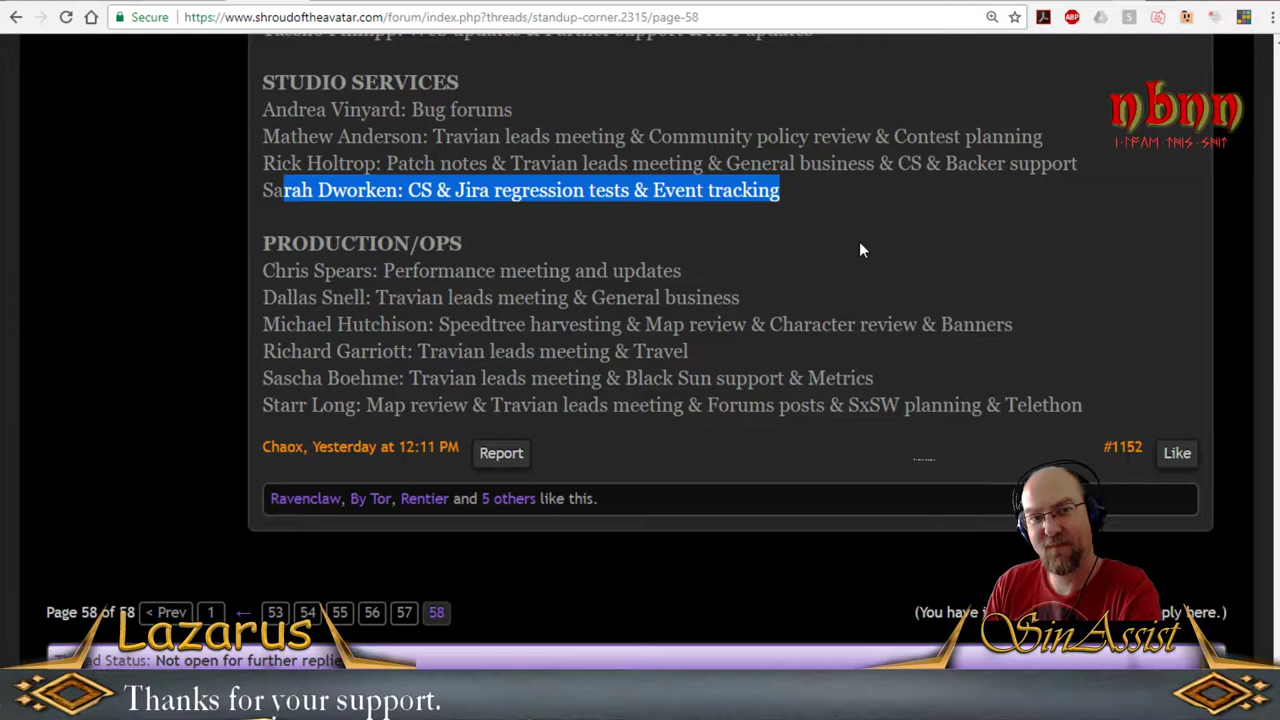 Secure https://www.shroudoftheavatar.com/forum/index.php?threads/standup-corner.2315/page-58
STUDIO SERVICES
Andrea Vinyard: Bug forums
Mathew Anderson: Travian leads meeting & Community policy review & Contest planning
Rick Holtrop: Patch notes & Travian leads meeting & General business & CS & Backer support
Sarah Dworken: CS & Jira regression tests & Event tracking
nbnn
PRODUCTION/OPS
Chris Spears: Performance meeting and updates
Dallas Snell: Travian leads meeting & General business
Michael Hutchison: Speedtree harvesting & Map review & Character review & Banners
Richard Garriott: Travian leads meeting & Travel
Sascha Boehme: Travian leads meeting & Black Sun support & Metrics
Starr Long: Map review & Travian leads meeting & Forums posts & SxSW planning & Telethon
Chaox, Yesterday at 12:11 PM Report #1152 Like
Ravenclaw, By Tor, Rentier and 5 others like this.
Page 58 of 58 < Prev 1 ← 53 54 55 56 57 58 (You have ply here.)
Lazarus SinAssist
Status: Not open for further replie
Thanks for your support.